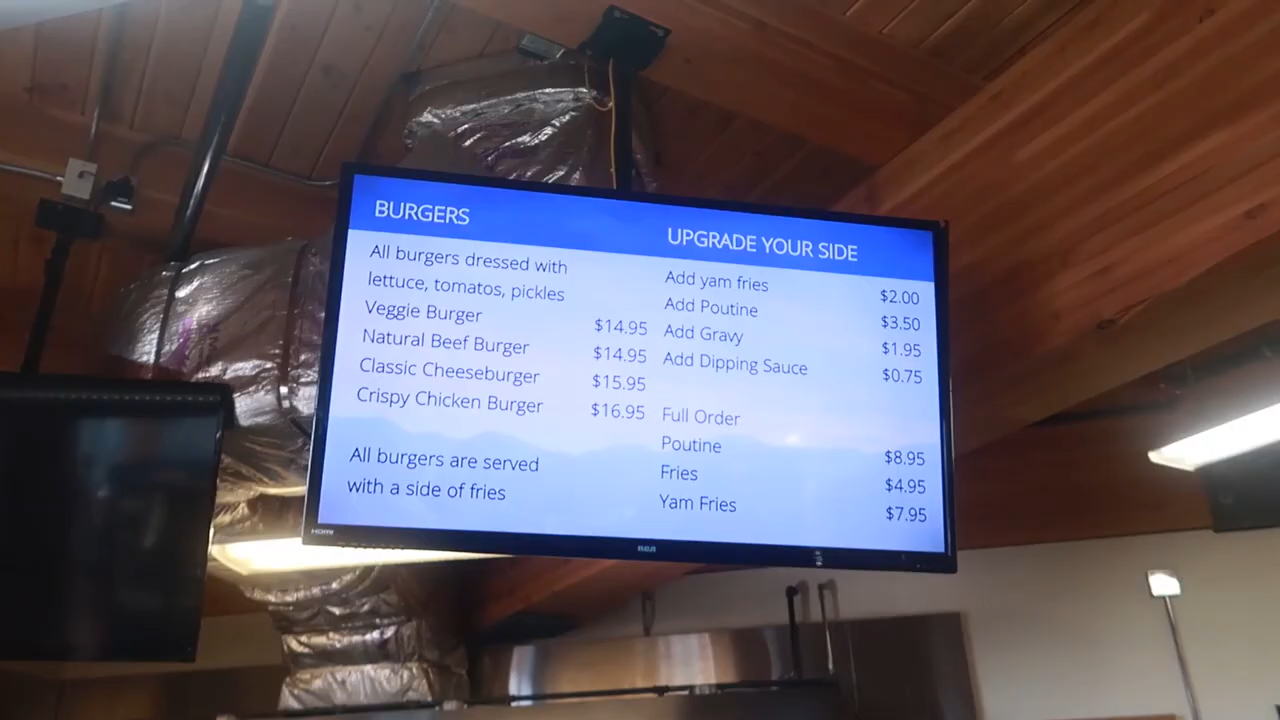 BURGERS
All burgers dressed with
lettuce, tomatos, pickles
Veggie Burger $14.95
Natural Beef Burger $14.95
Classic Cheeseburger $15.95
Crispy Chicken Burger $16.95
All burgers are served
with a side of fries
UPGRADE YOUR SIDE
Add yam fries $2.00
Add Poutine $3.50
Add Gravy $1.95
Add Dipping Sauce $0.75
Full Order
Poutine $8.95
Fries $4.95
Yam Fries $7.95
HDMI
RCA